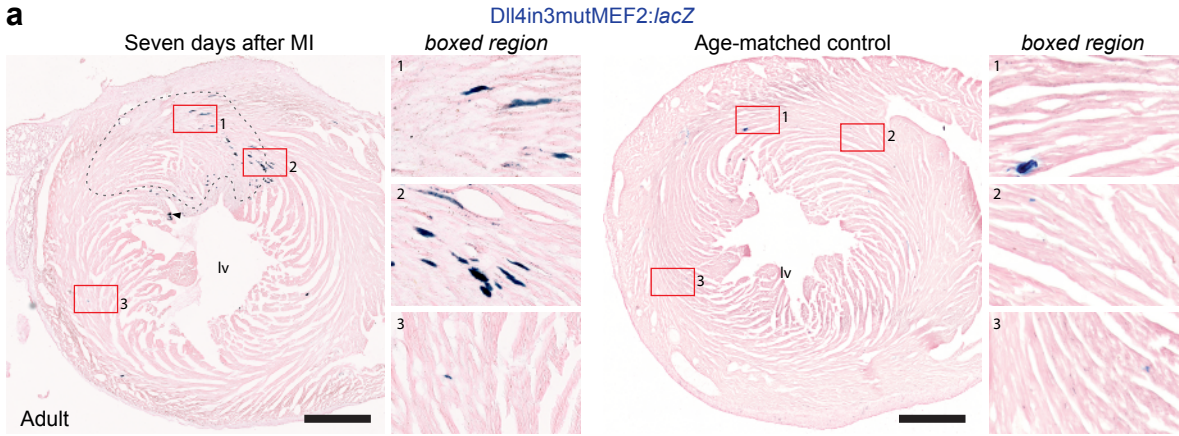 a
Dll4in3mutMEF2:lacZ
Seven days after MI
boxed region
Age-matched control
boxed region
1
2
3
lv
Adult
1
2
3
1
2
3
lv
1
2
3